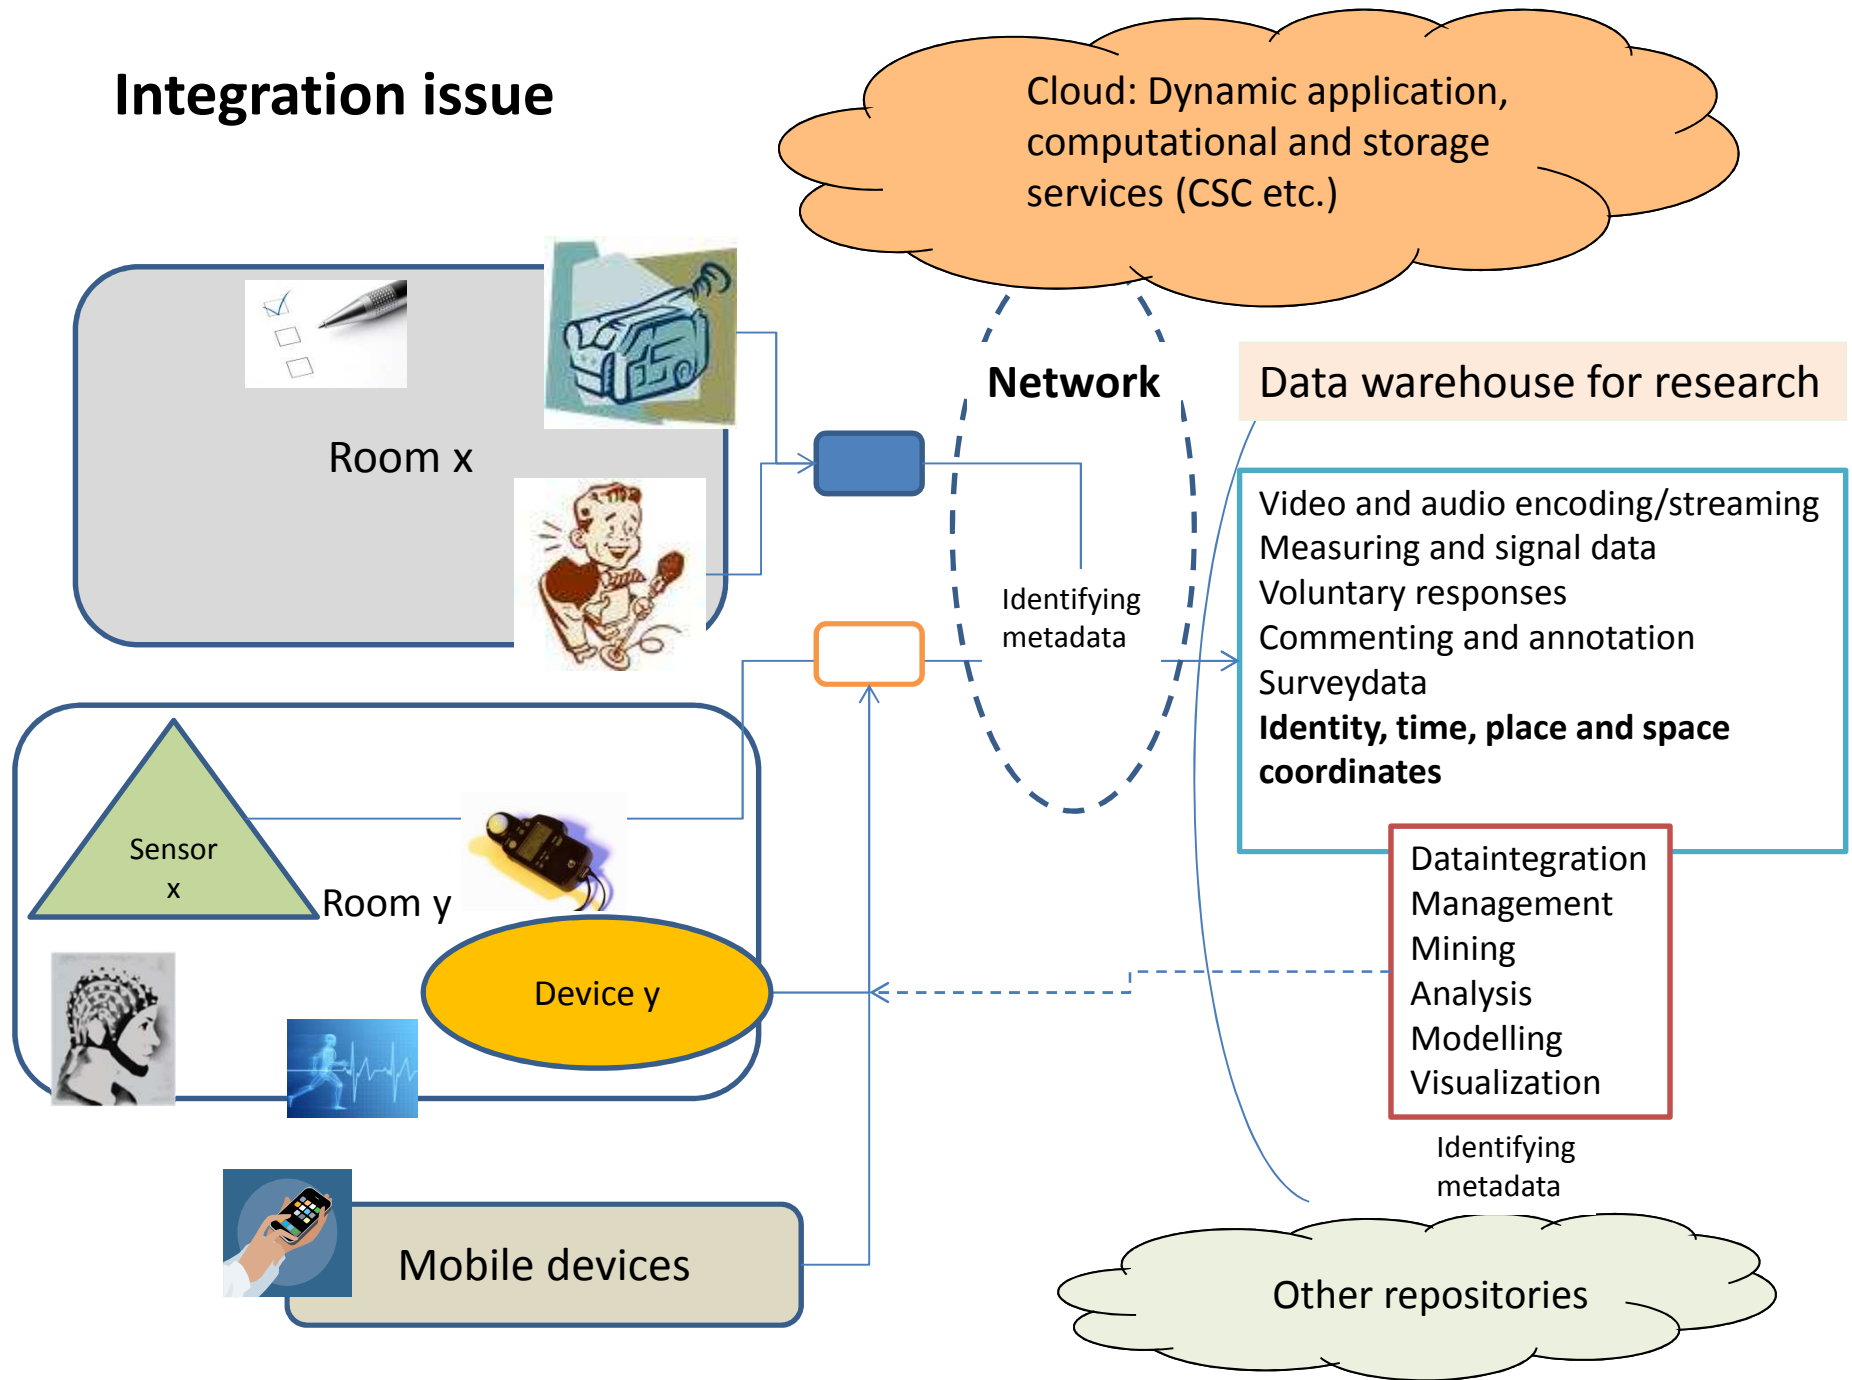 Integration issue
Cloud: Dynamic application,
computational and storage
services (CSC etc.)
Room x
Network
Data warehouse for research
Identifying
metadata
Video and audio encoding/streaming
Measuring and signal data
Voluntary responses
Commenting and annotation
Surveydata
Identity, time, place and space
coordinates
Sensor
x
Room y
Device y
Dataintegration
Management
Mining
Analysis
Modelling
Visualization
Identifying
metadata
Mobile devices
Other repositories